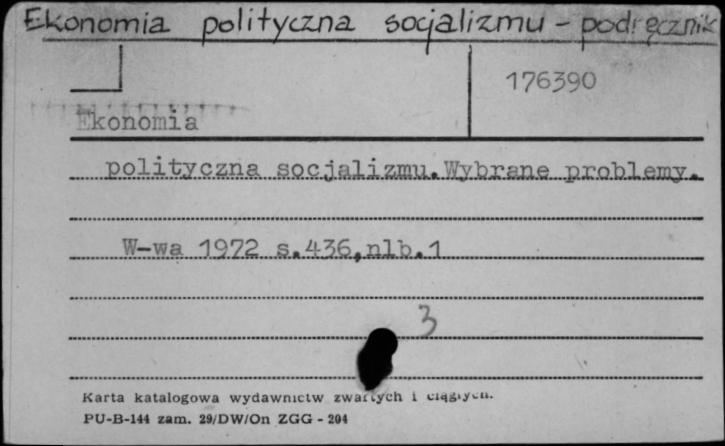 Ekonomia polityczna socjalizmu - podręcznik
176390
Ekonomia
polityczna socjalizmu. Wybrane problemy.
W-wa 1972 s.436,nlb.1
3
Karta katalogowa wydawnictw zwartych i ciągłych.
PU-B-144 zam. 29/DW/On ZGG - 204